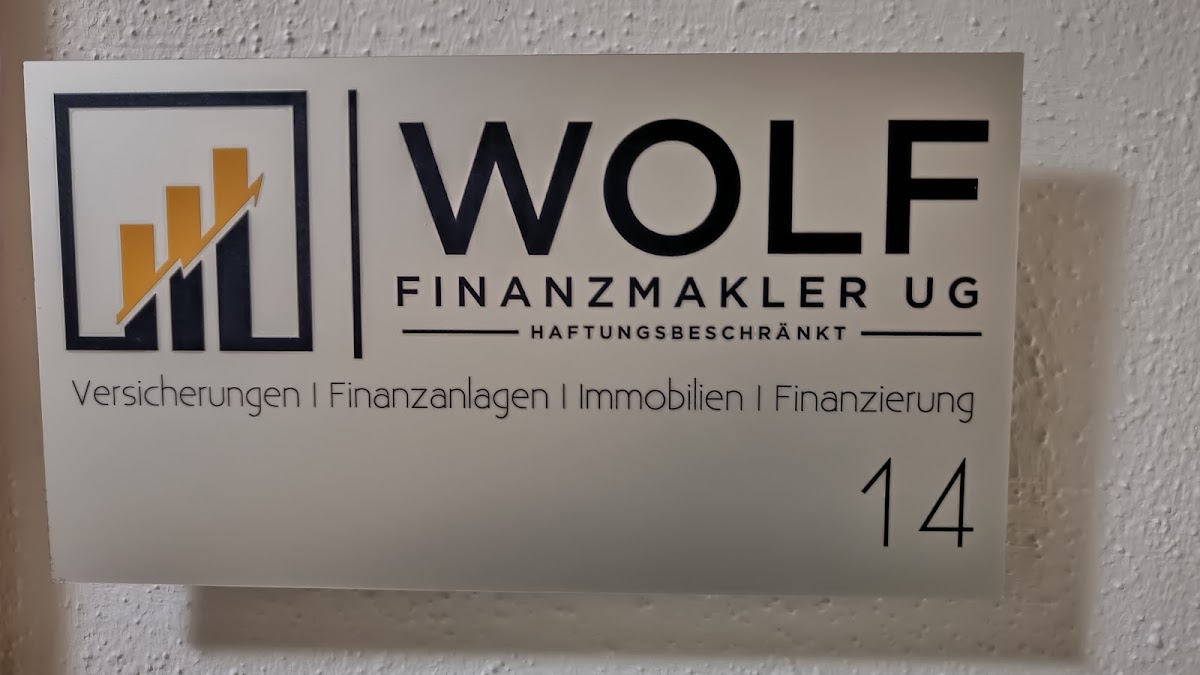 WOLF
FINANZMAKLER UG
HAFTUNGSBESCHRÄNKT
Versicherungen | Finanzanlagen | Immobilien | Finanzierung
14